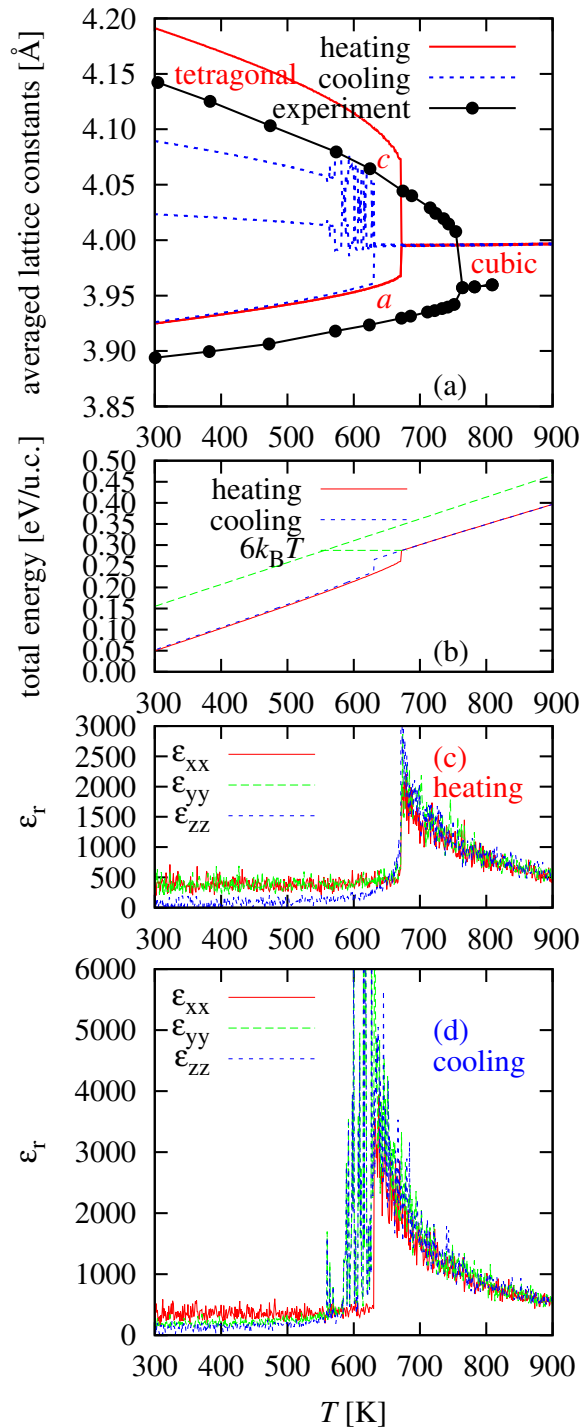 averaged lattice constants [Å]
4.20
4.15
4.10
4.05
4.00
3.95
3.90
3.85
tetragonal
heating
cooling
experiment
c
a
cubic
(a)
300 400 500 600 700 800 900
total energy [eV/u.c.]
0.50
0.45
0.40
0.35
0.30
0.25
0.20
0.15
0.10
0.05
0.00
heating
cooling
6kBT
(b)
300 400 500 600 700 800 900
εr
3000
2500
2000
1500
1000
500
0
εxx
εyy
εzz
(c)
heating
300 400 500 600 700 800 900
εr
6000
5000
4000
3000
2000
1000
0
εxx
εyy
εzz
(d)
cooling
300 400 500 600 700 800 900
T [K]